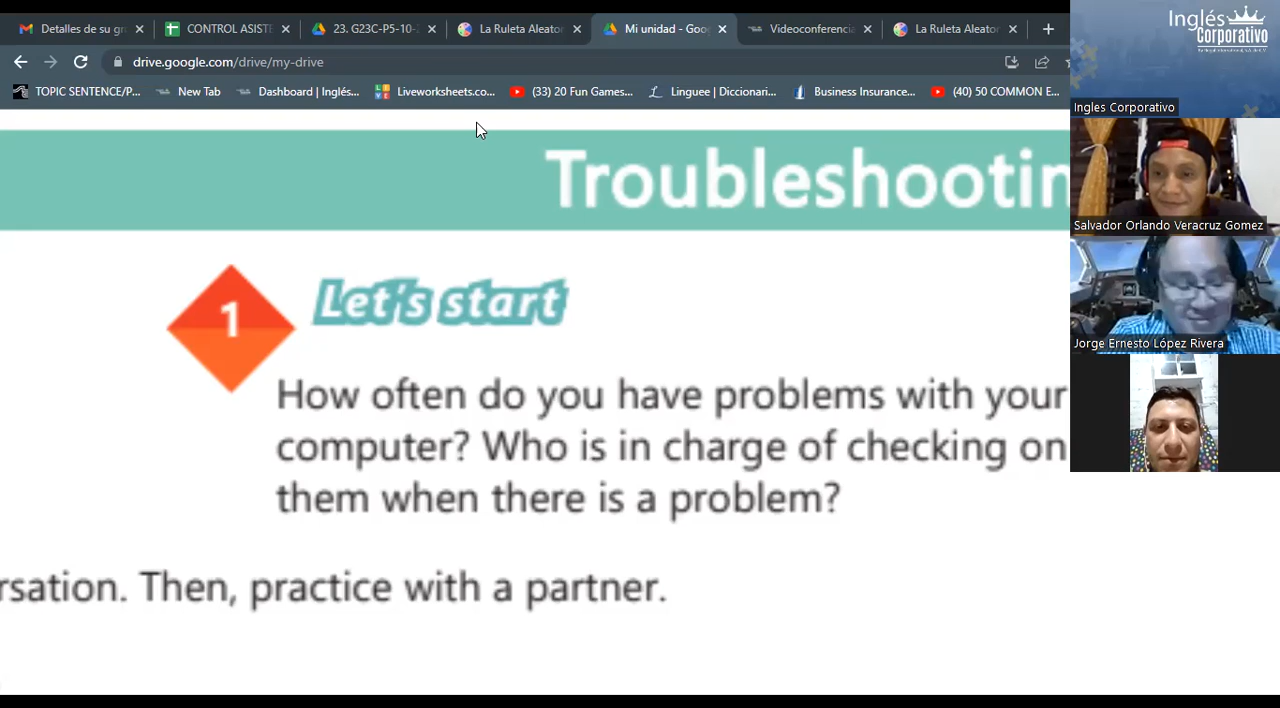 Detalles de su gr
CONTROL ASISTE
23. G23C-P5-10-
La Ruleta Aleator
Mi unidad - Goo
Videoconferencia
La Ruleta Aleator
drive.google.com/drive/my-drive
TOPIC SENTENCE/P...
New Tab
Dashboard | Inglés...
Liveworksheets.co...
(33) 20 Fun Games...
Linguee | Diccionari...
Business Insurance...
(40) 50 COMMON E...
Inglés
Corporativo
Ingles Corporativo
Salvador Orlando Veracruz Gomez
Jorge Ernesto López Rivera
Troubleshootin
1
Let's start
How often do you have problems with your
computer? Who is in charge of checking on
them when there is a problem?
rsation. Then, practice with a partner.